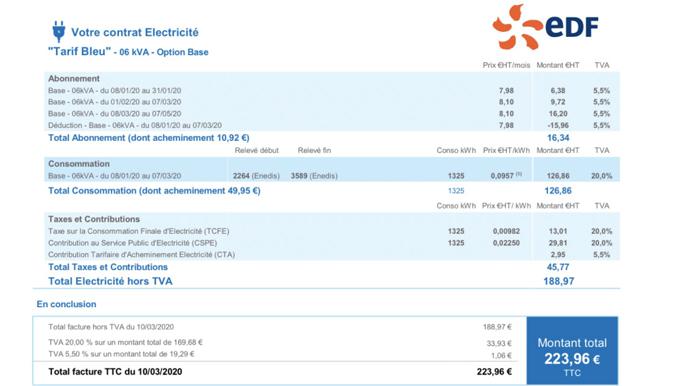 Votre contrat Electricité
edF
"Tarif Bleu" - 06 kVA - Option Base
Prix €HT/mois Montant €HT TVA
Abonnement
Base - 06kVA - du 08/01/20 au 31/01/20 7,98 6,38 5,5%
Base - 06kVA - du 01/02/20 au 07/03/20 8,10 9,72 5,5%
Base - 06kVA - du 08/03/20 au 07/05/20 8,10 16,20 5,5%
Déduction - Base - 06kVA - du 08/01/20 au 07/03/20 7,98 -15,96 5,5%
Total Abonnement (dont acheminement 10,92 €) 16,34
Relevé début Relevé fin Conso kWh Prix €HT/kWh Montant €HT TVA
Consommation
Base - 06kVA - du 08/01/20 au 07/03/20 2264 (Enedis) 3589 (Enedis) 1325 0,0957 126,86 20,0%
Total Consommation (dont acheminement 49,95 €) 1325 126,86
Conso kWh Prix €HT/ kWh Montant €HT TVA
Taxes et Contributions
Taxe sur la Consommation Finale d'Electricité (TCFE) 1325 0,00982 13,01 20,0%
Contribution au Service Public d'Electricité (CSPE) 1325 0,02250 29,81 20,0%
Contribution Tarifaire d'Acheminement Electricité (CTA) 2,95 5,5%
Total Taxes et Contributions 45,77
Total Electricité hors TVA 188,97
En conclusion
Total facture hors TVA du 10/03/2020 188,97 €
TVA 20,00 % sur un montant total de 169,68 € 33,93 €
TVA 5,50 % sur un montant total de 19,29 € 1,06 €
Total facture TTC du 10/03/2020 223,96 €
Montant total
223,96 €
TTC